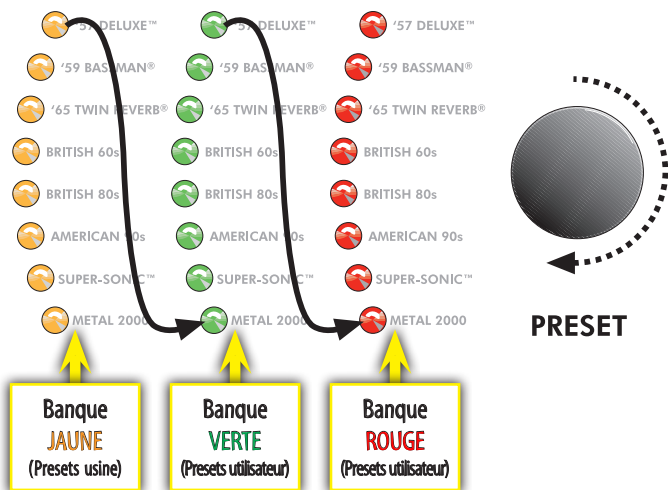 '57 DELUXE™
'59 BASSMAN®
'65 TWIN REVERB®
BRITISH 60s
BRITISH 80s
AMERICAN 90s
SUPER-SONIC™
METAL 2000
'57 DELUXE™
'59 BASSMAN®
'65 TWIN REVERB®
BRITISH 60s
BRITISH 80s
AMERICAN 90s
SUPER-SONIC™
METAL 2000
'57 DELUXE™
'59 BASSMAN®
'65 TWIN REVERB®
BRITISH 60s
BRITISH 80s
AMERICAN 90s
SUPER-SONIC™
METAL 2000
PRESET
Banque
JAUNE
(Presets usine)
Banque
VERTE
(Presets utilisateur)
Banque
ROUGE
(Presets utilisateur)